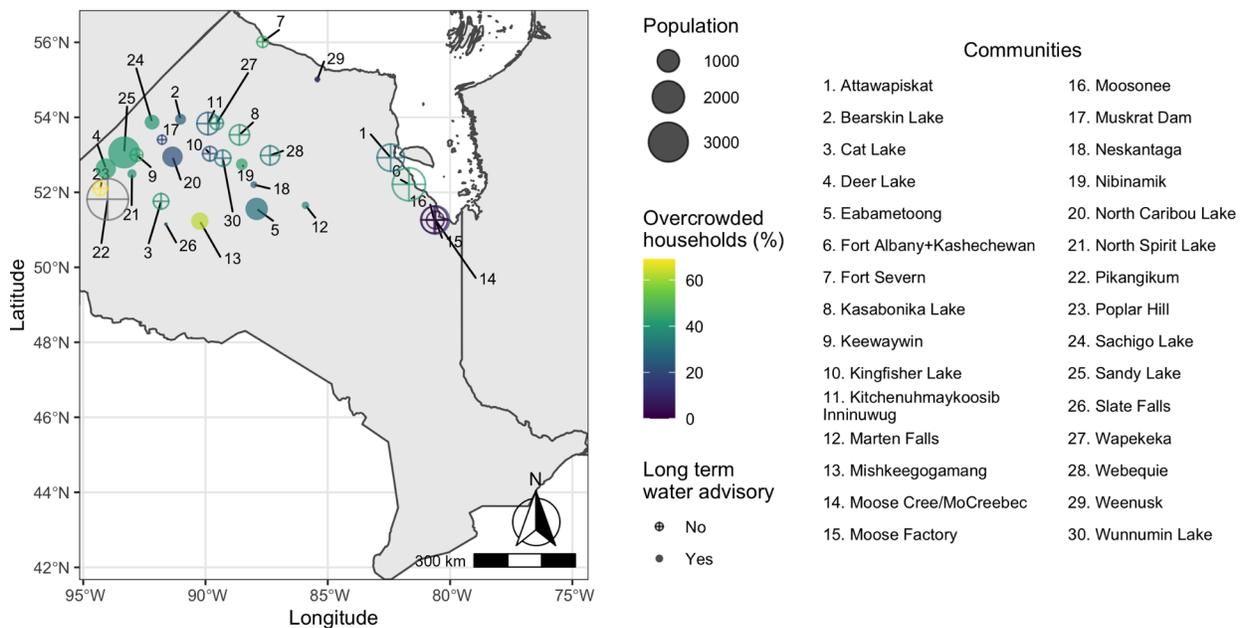 56°N
54°N
52°N
50°N
48°N
46°N
44°N
42°N
Latitude
95°W
90°W
85°W
80°W
75°W
Longitude
7
29
24
27
25
2
11
8
17
1
4
10
28
6
23
9
19
20
18
16
21
30
5
12
15
22
3
26
13
14
N
300 km
Population
1000
2000
3000
Overcrowded
households (%)
60
40
20
0
Long term
water advisory
No
Yes
Communities
1. Attawapiskat
2. Bearskin Lake
3. Cat Lake
4. Deer Lake
5. Eabametoong
6. Fort Albany+Kashechewan
7. Fort Severn
8. Kasabonika Lake
9. Keewaywin
10. Kingfisher Lake
11. Kitchenuhmaykoosib
Inninuwug
12. Marten Falls
13. Mishkeegogamang
14. Moose Cree/MoCreebec
15. Moose Factory
16. Moosonee
17. Muskrat Dam
18. Neskantaga
19. Nibinamik
20. North Caribou Lake
21. North Spirit Lake
22. Pikangikum
23. Poplar Hill
24. Sachigo Lake
25. Sandy Lake
26. Slate Falls
27. Wapekeka
28. Webequie
29. Weenusk
30. Wunnumin Lake